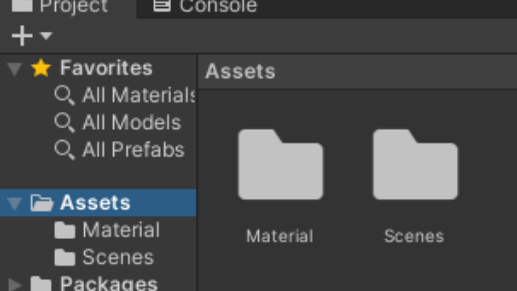 Project
Console
Favorites
All Materials
All Models
All Prefabs
Assets
Material
Scenes
Packages
Assets
Material
Scenes